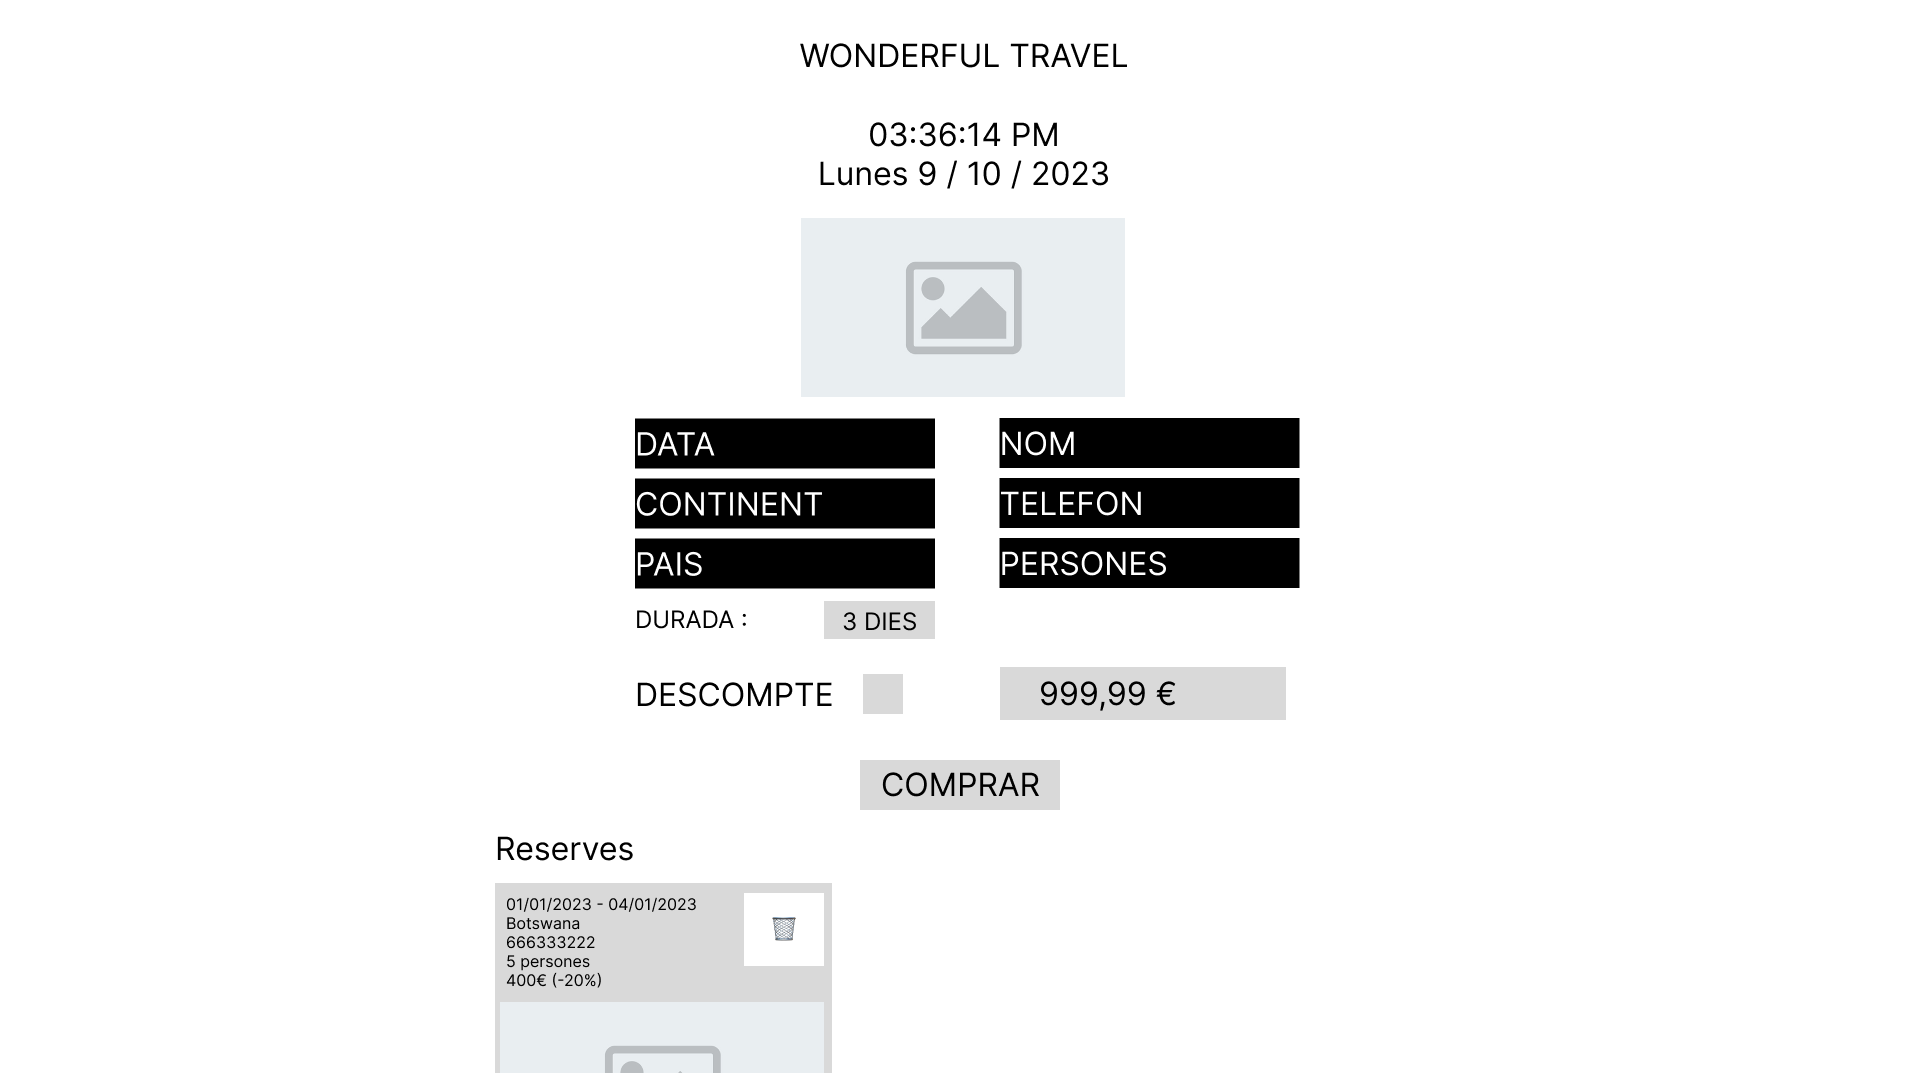 WONDERFUL TRAVEL
03:36:14 PM
Lunes 9 / 10 / 2023
DATA
NOM
CONTINENT
TELEFON
PAIS
PERSONES
DURADA :
3 DIES
DESCOMPTE
999,99 €
COMPRAR
Reserves
01/01/2023 - 04/01/2023
Botswana
666333222
5 persones
400€ (-20%)